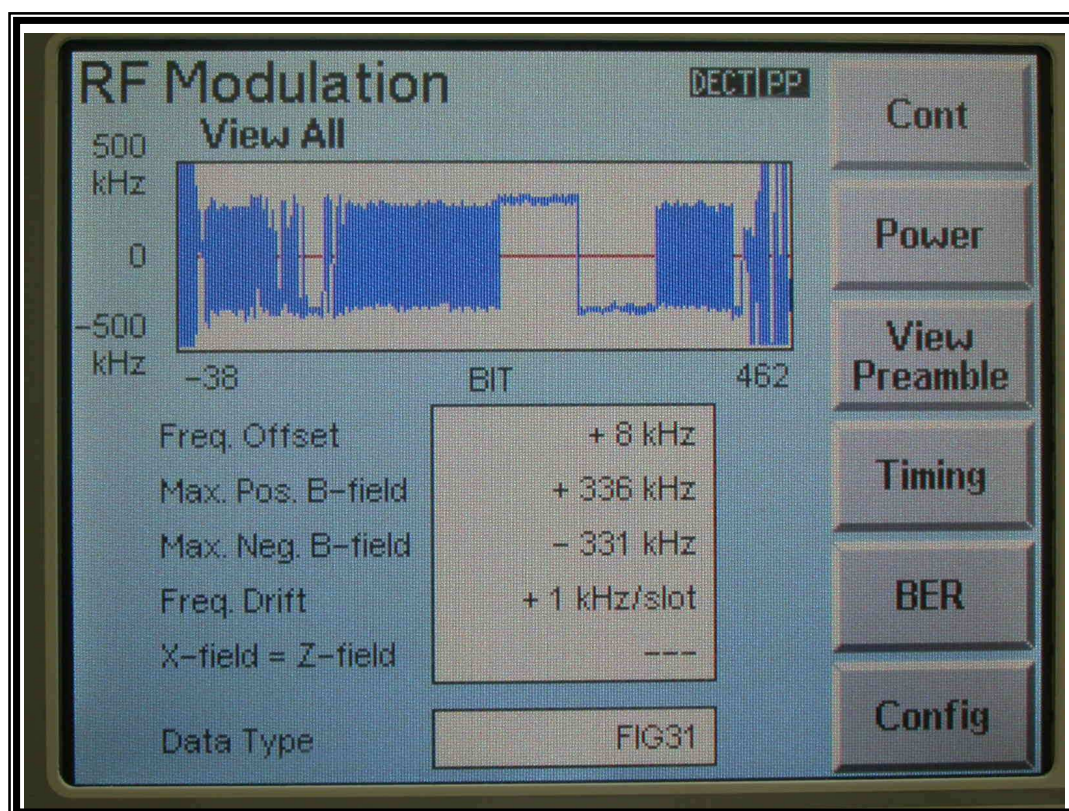 RF Modulation
DECT PP
View All
500
kHz
0
-500
kHz
-38 BIT 462
Freq. Offset + 8 kHz
Max. Pos. B-field + 336 kHz
Max. Neg. B-field - 331 kHz
Freq. Drift + 1 kHz/slot
X-field = Z-field ---
Data Type FIG31
Cont
Power
View
Preamble
Timing
BER
Config